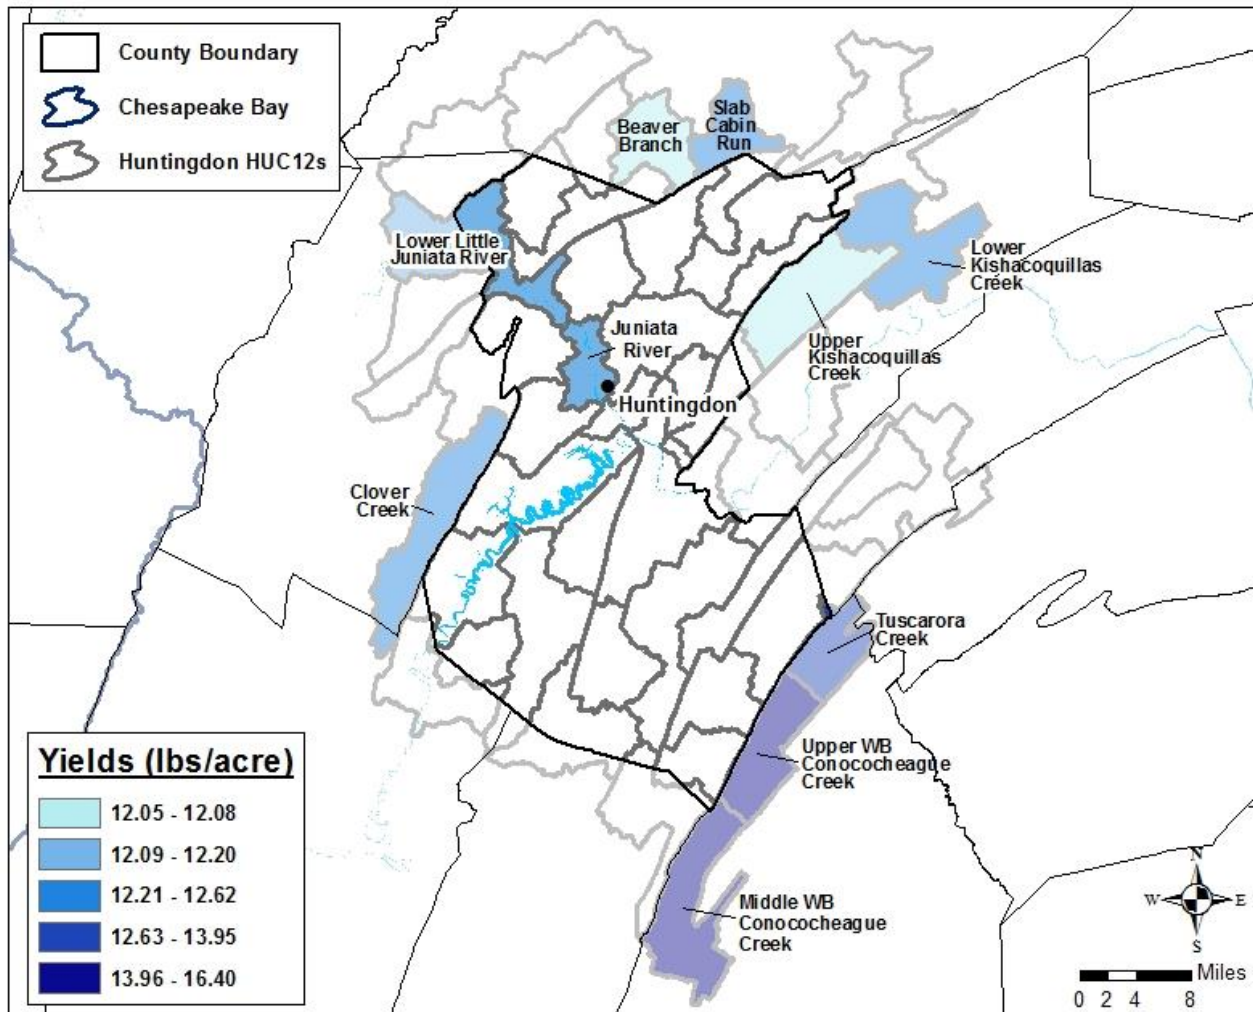 County Boundary
Chesapeake Bay
Huntingdon HUC12s
Beaver
Branch
Slab
Cabin
Run
Lower Little
Juniata River
Lower
Kishacoquillas
Creek
Upper
Kishacoquillas
Creek
Juniata
River
Huntingdon
Clover
Creek
Tuscarora
Creek
Upper WB
Conococheague
Creek
Middle WB
Conococheague
Creek
Yields (lbs/acre)
12.05 - 12.08
12.09 - 12.20
12.21 - 12.62
12.63 - 13.95
13.96 - 16.40
N
W E
S
Miles
0 2 4 8